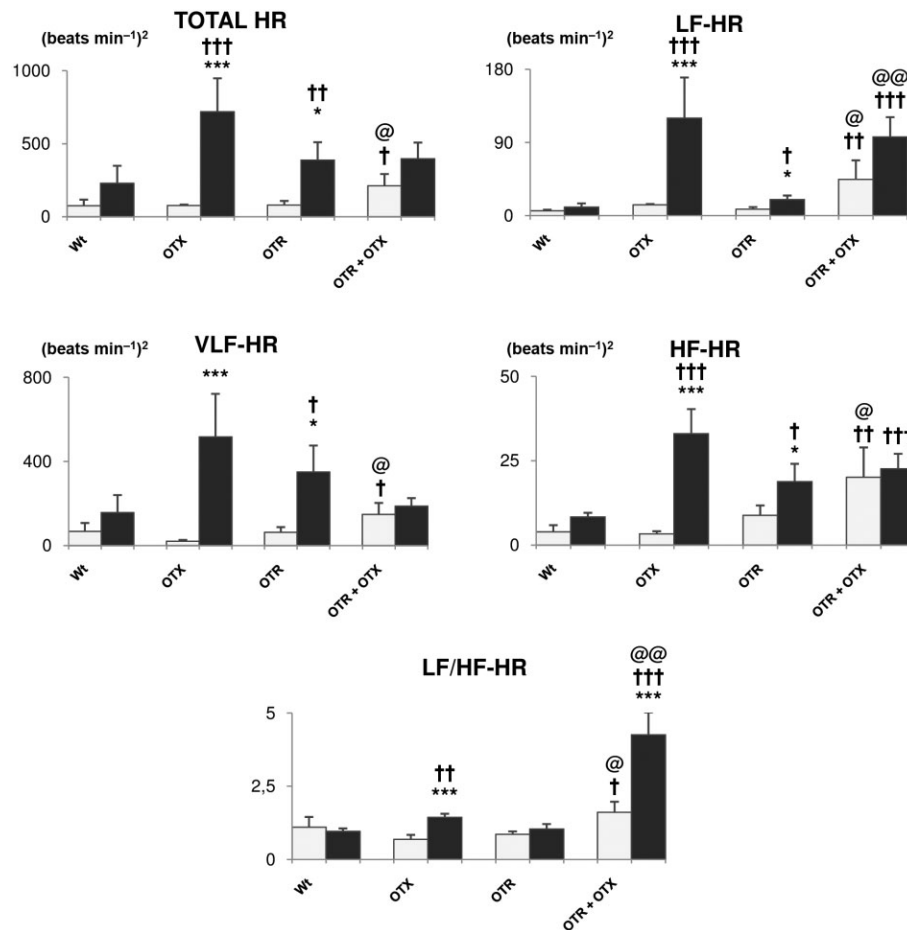 TOTAL HR
(beats min⁻¹)²
†††
***
††
*
@
†
1000
500
0
Wt
OTX
OTR
OTR + OTX
LF-HR
(beats min⁻¹)²
†††
***
†
*
@
††
@@
†††
180
90
0
Wt
OTX
OTR
OTR + OTX
VLF-HR
(beats min⁻¹)²
***
†
*
@
†
800
400
0
Wt
OTX
OTR
OTR + OTX
HF-HR
(beats min⁻¹)²
†††
***
†
*
@
††
†††
50
25
0
Wt
OTX
OTR
OTR + OTX
LF/HF-HR
††
***
@
†
@@
†††
***
5
2,5
0
Wt
OTX
OTR
OTR + OTX